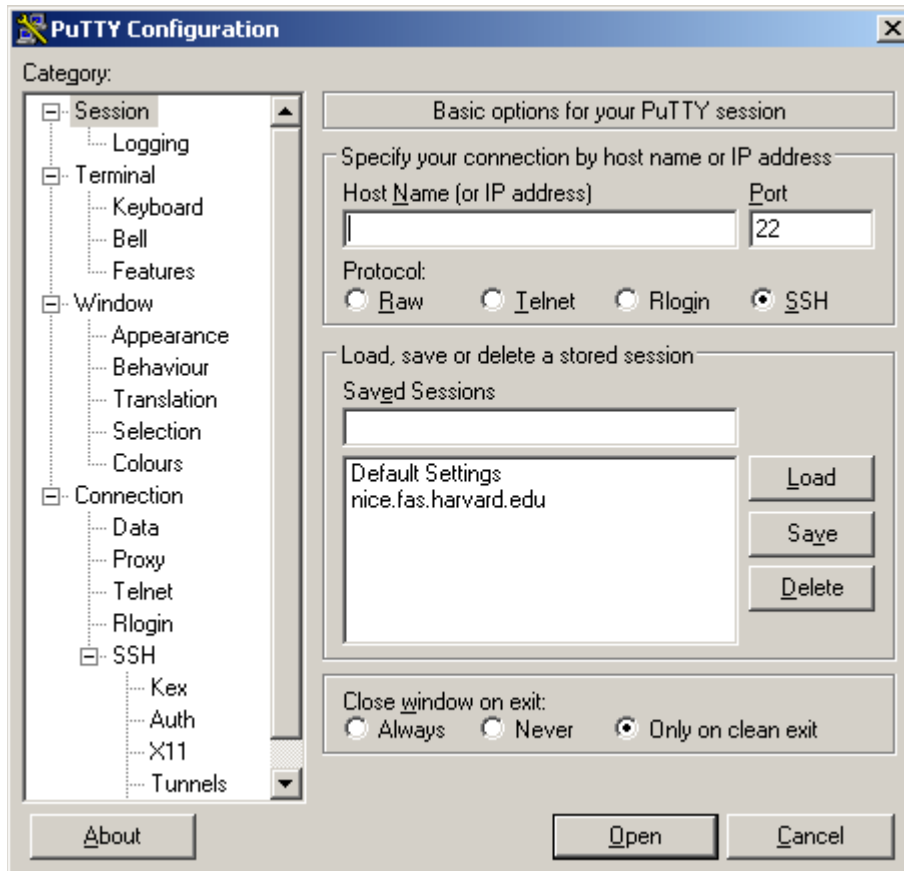 PuTTY Configuration
Category:
Session
Logging
Terminal
Keyboard
Bell
Features
Window
Appearance
Behaviour
Translation
Selection
Colours
Connection
Data
Proxy
Telnet
Rlogin
SSH
Kex
Auth
X11
Tunnels
Basic options for your PuTTY session
Specify your connection by host name or IP address
Host Name (or IP address) Port
22
Protocol:
Raw Telnet Rlogin SSH
Load, save or delete a stored session
Saved Sessions
Default Settings
nice.fas.harvard.edu
Load
Save
Delete
Close window on exit:
Always Never Only on clean exit
About Open Cancel